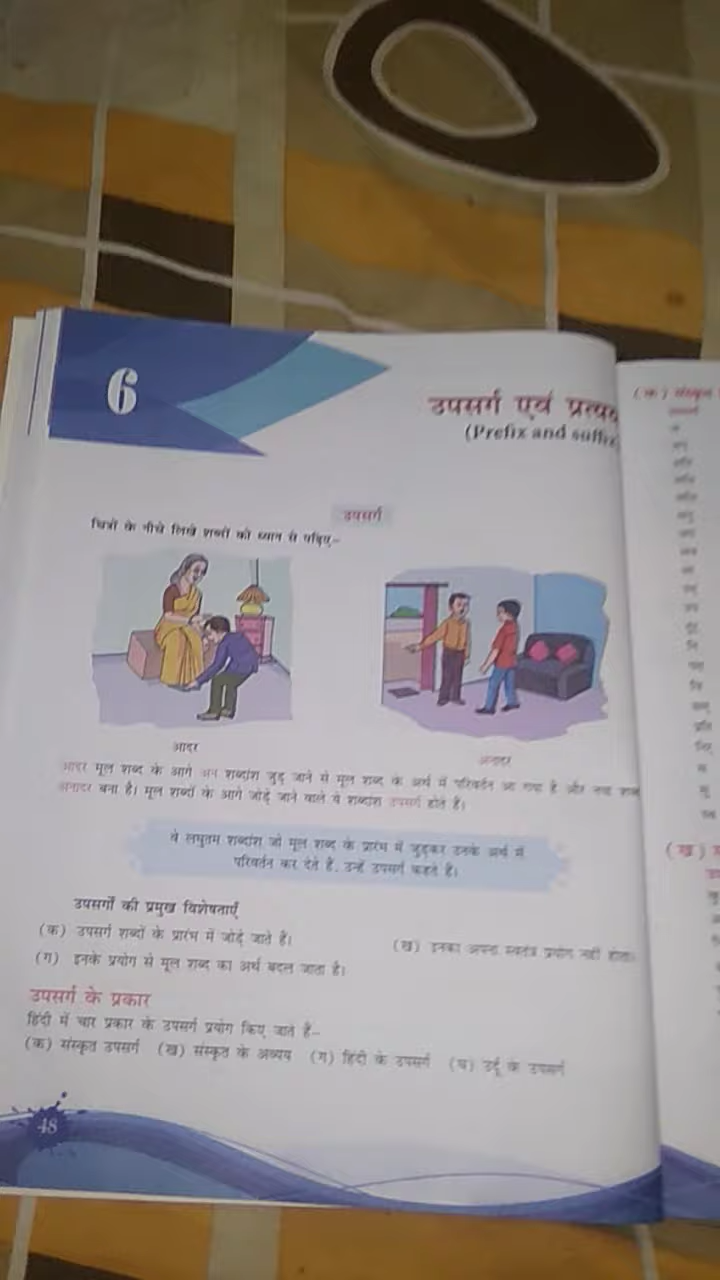 6
उपसर्ग एवं प्रत्यय
(Prefix and suffix
उपसर्ग
चित्रों के नीचे लिखे शब्दों को ध्यान से पढ़िए–
आदर
अनादर
आदर मूल शब्द के आगे अन शब्दांश जुड़ जाने से मूल शब्द के अर्थ में परिवर्तन आ गया है और नया शब्द
अनादर बना है। मूल शब्दों के आगे जोड़े जाने वाले ये शब्दांश उपसर्ग होते हैं।
वे लघुतम शब्दांश जो मूल शब्द के प्रारंभ में जुड़कर उनके अर्थ में
परिवर्तन कर देते हैं, उन्हें उपसर्ग कहते हैं।
उपसर्गों की प्रमुख विशेषताएँ
(क) उपसर्ग शब्दों के प्रारंभ में जोड़े जाते हैं।
(ख) इनका अपना स्वतंत्र प्रयोग नहीं होता।
(ग) इनके प्रयोग से मूल शब्द का अर्थ बदल जाता है।
उपसर्ग के प्रकार
हिंदी में चार प्रकार के उपसर्ग प्रयोग किए जाते हैं–
(क) संस्कृत उपसर्ग (ख) संस्कृत के अव्यय (ग) हिंदी के उपसर्ग (घ) उर्दू के उपसर्ग
48
(क) संस्कृत
(ख)